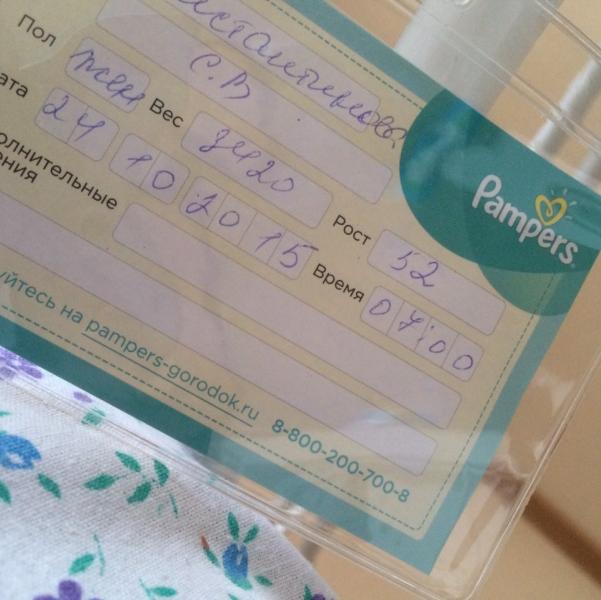 С.В
Пол жен Вес 3420 Рост 52
ата 24 10 2015 Время 07:00
олнительные
ения
уйтесь на pampers-gorodok.ru 8-800-200-700-8
Pampers